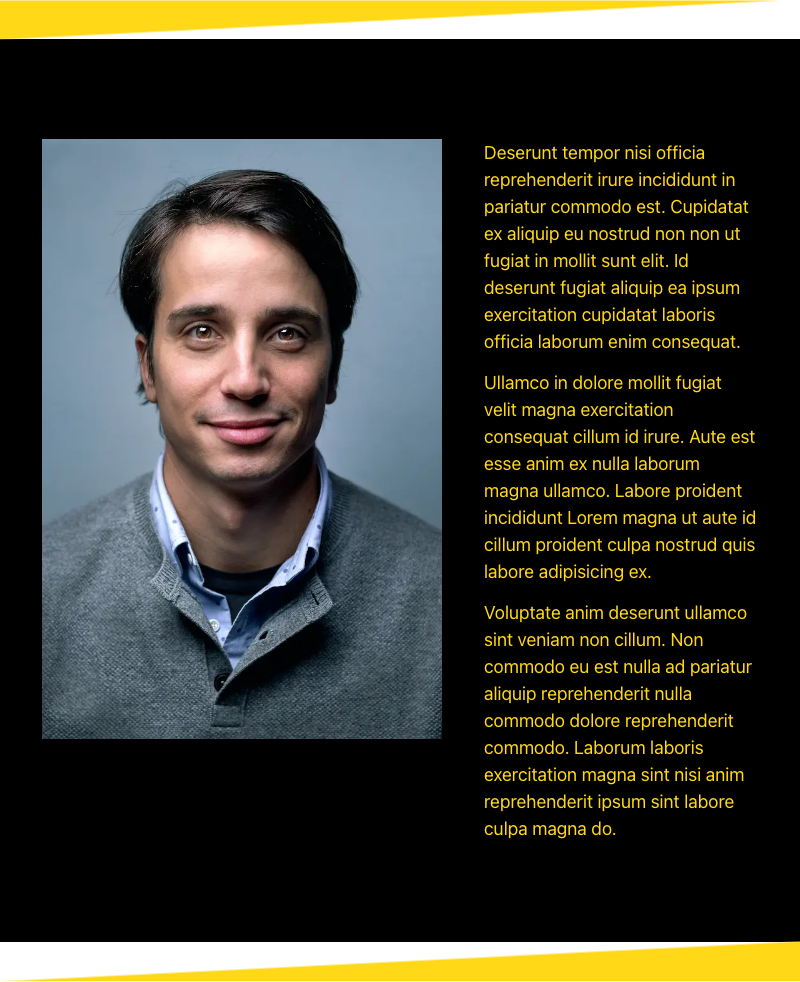 Deserunt tempor nisi officia
reprehenderit irure incididunt in
pariatur commodo est. Cupidatat
ex aliquip eu nostrud non non ut
fugiat in mollit sunt elit. Id
deserunt fugiat aliquip ea ipsum
exercitation cupidatat laboris
officia laborum enim consequat.
Ullamco in dolore mollit fugiat
velit magna exercitation
consequat cillum id irure. Aute est
esse anim ex nulla laborum
magna ullamco. Labore proident
incididunt Lorem magna ut aute id
cillum proident culpa nostrud quis
labore adipisicing ex.
Voluptate anim deserunt ullamco
sint veniam non cillum. Non
commodo eu est nulla ad pariatur
aliquip reprehenderit nulla
commodo dolore reprehenderit
commodo. Laborum laboris
exercitation magna sint nisi anim
reprehenderit ipsum sint labore
culpa magna do.